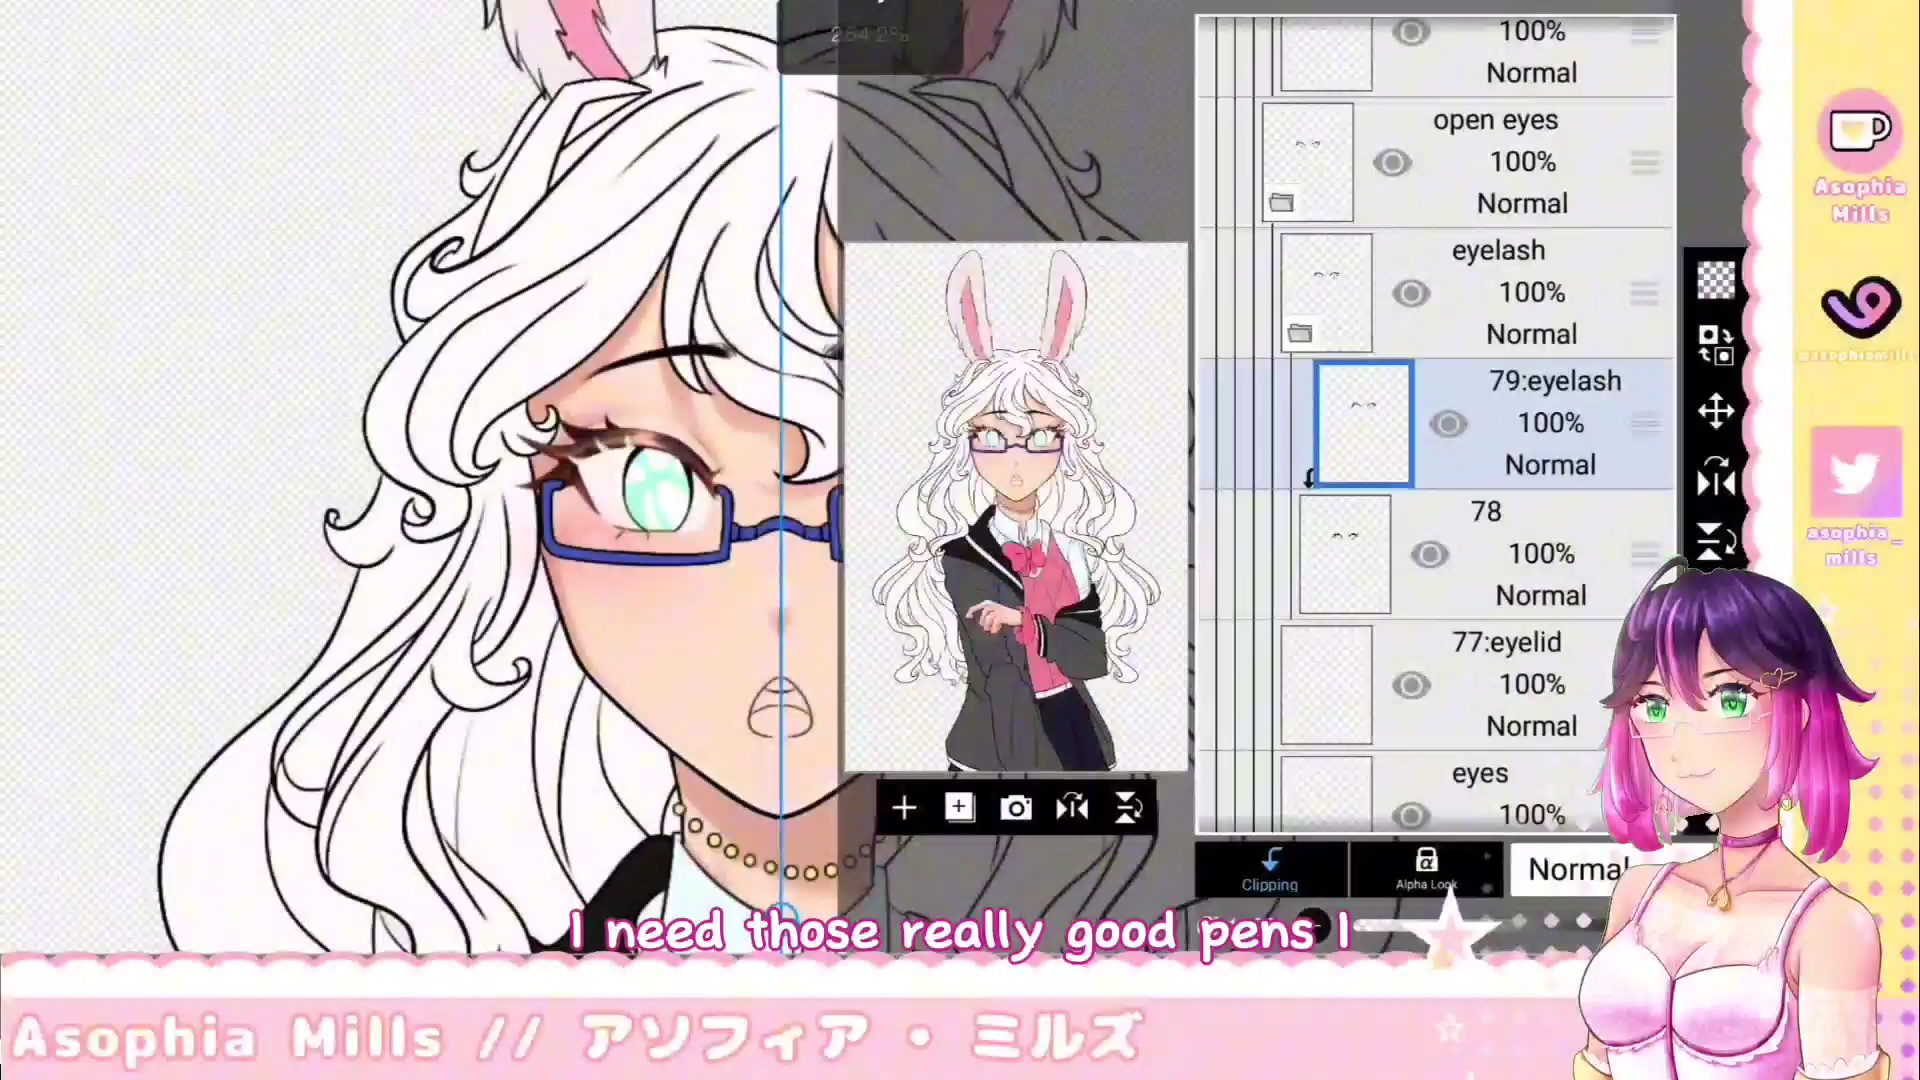 100%
Normal
open eyes
100%
Normal
eyelash
100%
Normal
79:eyelash
100%
Normal
78
100%
Normal
77:eyelid
100%
Normal
eyes
100%
Clipping
Alpha Lock
Normal
Asophia
Mills
asophia_
mills
I need those really good pens I
Asophia Mills // アソフィア・ミルズ